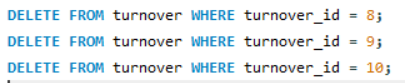 DELETE FROM turnover WHERE turnover_id = 8;
DELETE FROM turnover WHERE turnover_id = 9;
DELETE FROM turnover WHERE turnover_id = 10;